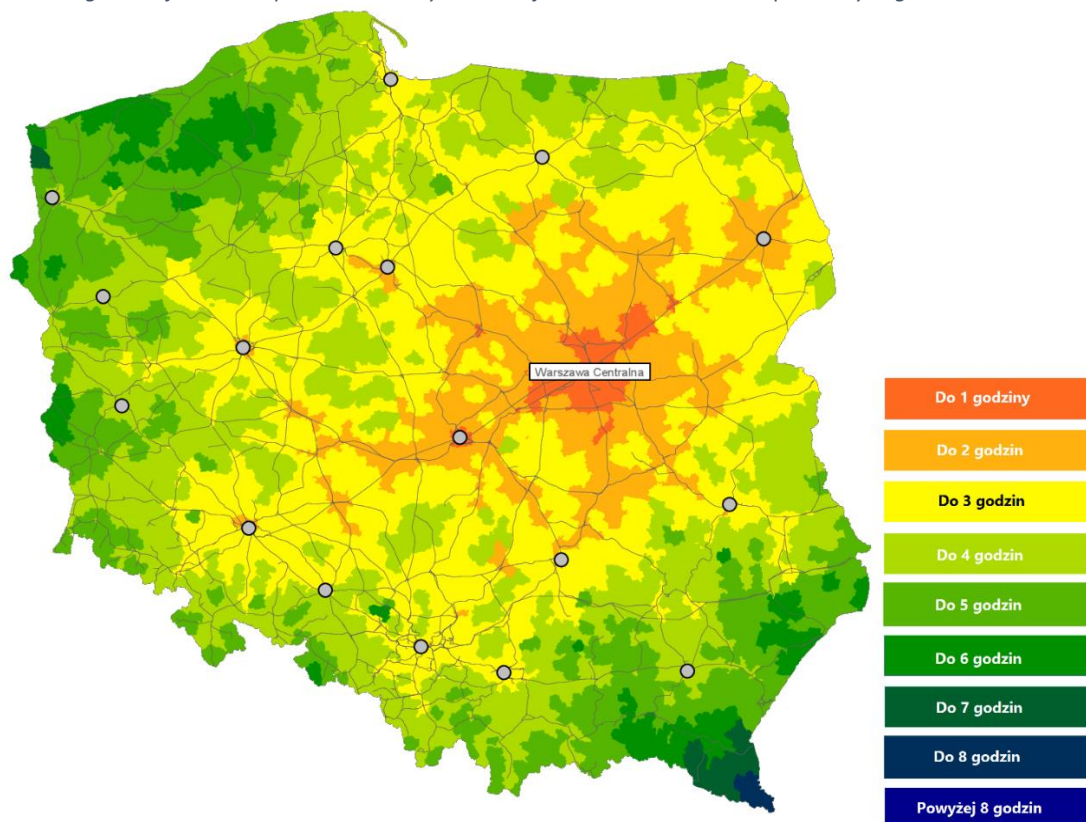 Warszawa Centralna
Do 1 godziny
Do 2 godzin
Do 3 godzin
Do 4 godzin
Do 5 godzin
Do 6 godzin
Do 7 godzin
Do 8 godzin
Powyżej 8 godzin